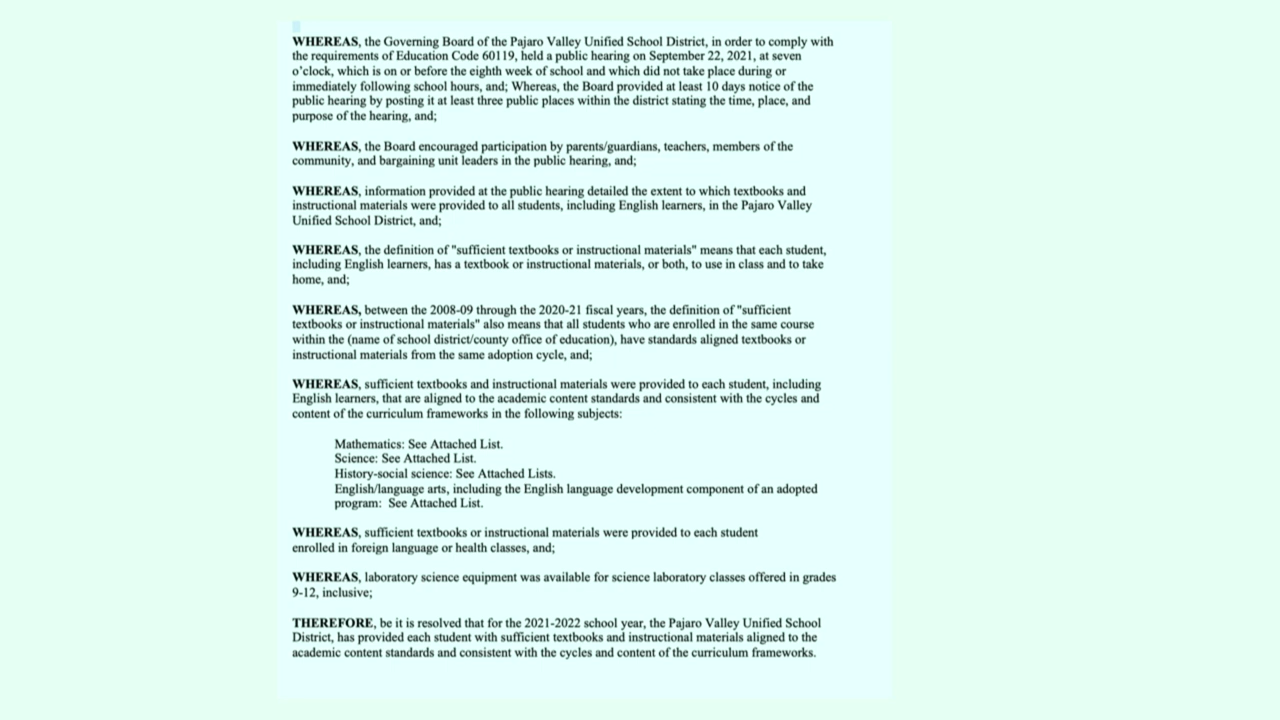 WHEREAS, the Governing Board of the Pajaro Valley Unified School District, in order to comply with
the requirements of Education Code 60119, held a public hearing on September 22, 2021, at seven
o'clock, which is on or before the eighth week of school and which did not take place during or
immediately following school hours, and; Whereas, the Board provided at least 10 days notice of the
public hearing by posting it at least three public places within the district stating the time, place, and
purpose of the hearing, and;
WHEREAS, the Board encouraged participation by parents/guardians, teachers, members of the
community, and bargaining unit leaders in the public hearing, and;
WHEREAS, information provided at the public hearing detailed the extent to which textbooks and
instructional materials were provided to all students, including English learners, in the Pajaro Valley
Unified School District, and;
WHEREAS, the definition of "sufficient textbooks or instructional materials" means that each student,
including English learners, has a textbook or instructional materials, or both, to use in class and to take
home, and;
WHEREAS, between the 2008-09 through the 2020-21 fiscal years, the definition of "sufficient
textbooks or instructional materials" also means that all students who are enrolled in the same course
within the (name of school district/county office of education), have standards aligned textbooks or
instructional materials from the same adoption cycle, and;
WHEREAS, sufficient textbooks and instructional materials were provided to each student, including
English learners, that are aligned to the academic content standards and consistent with the cycles and
content of the curriculum frameworks in the following subjects:
Mathematics: See Attached List.
Science: See Attached List.
History-social science: See Attached Lists.
English/language arts, including the English language development component of an adopted
program: See Attached List.
WHEREAS, sufficient textbooks or instructional materials were provided to each student
enrolled in foreign language or health classes, and;
WHEREAS, laboratory science equipment was available for science laboratory classes offered in grades
9-12, inclusive;
THEREFORE, be it is resolved that for the 2021-2022 school year, the Pajaro Valley Unified School
District, has provided each student with sufficient textbooks and instructional materials aligned to the
academic content standards and consistent with the cycles and content of the curriculum frameworks.